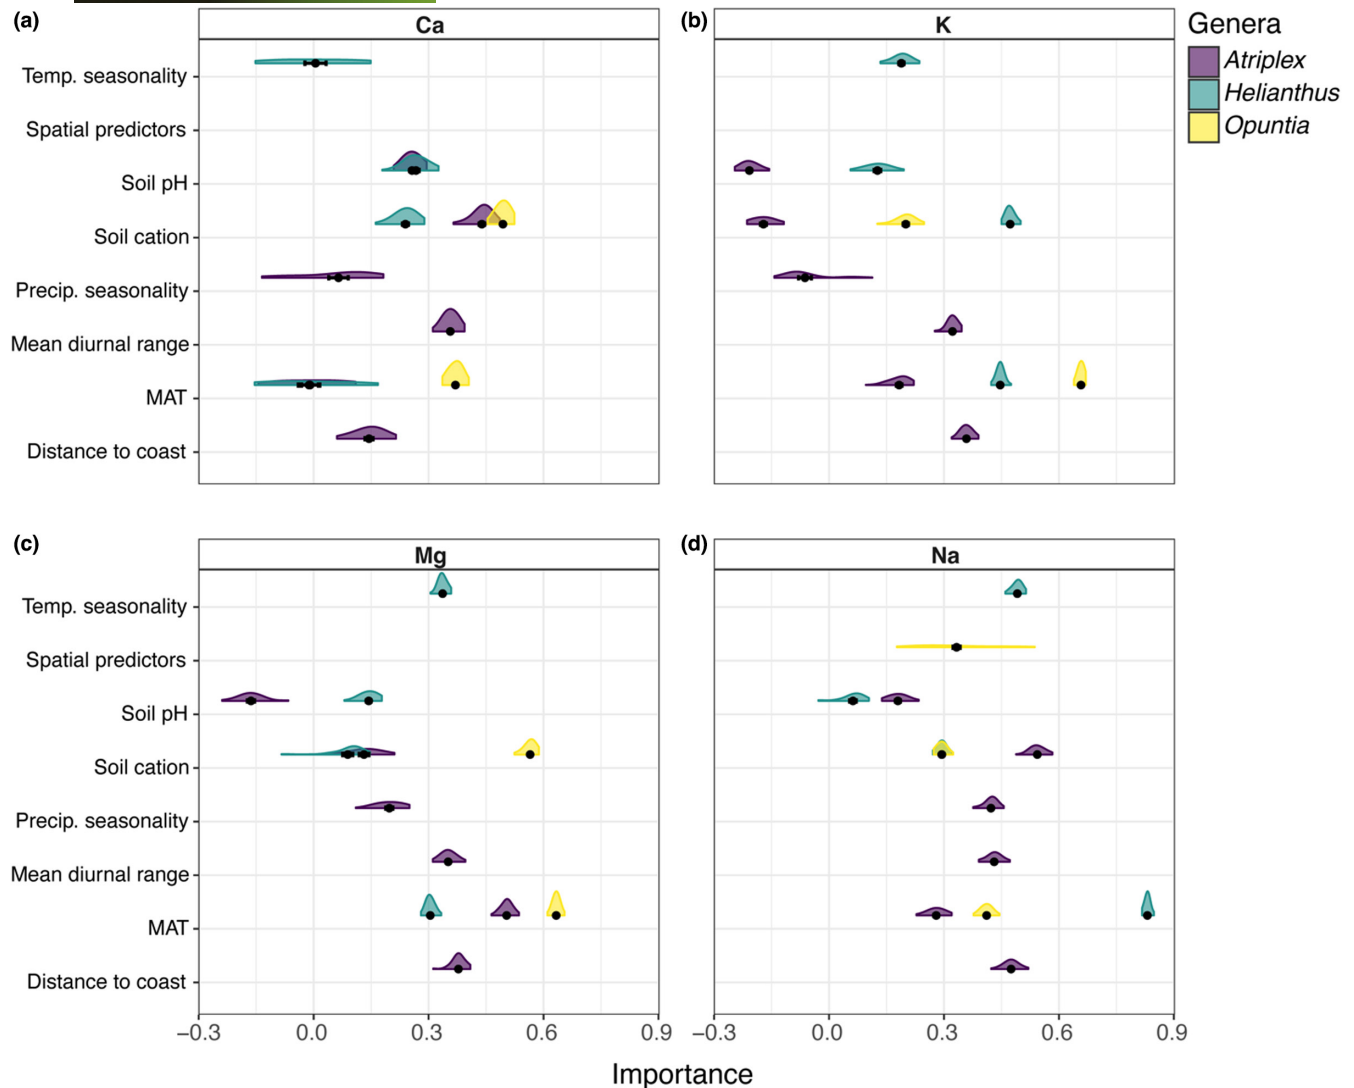 (a)
Ca
(b)
K
Genera
Atriplex
Helianthus
Opuntia
Temp. seasonality
Spatial predictors
Soil pH
Soil cation
Precip. seasonality
Mean diurnal range
MAT
Distance to coast
(c)
Mg
(d)
Na
Temp. seasonality
Spatial predictors
Soil pH
Soil cation
Precip. seasonality
Mean diurnal range
MAT
Distance to coast
−0.3 0.0 0.3 0.6 0.9
−0.3 0.0 0.3 0.6 0.9
Importance